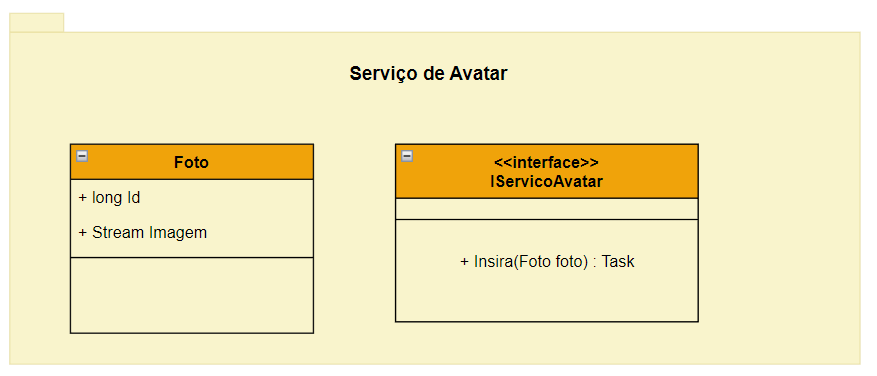 Serviço de Avatar
Foto
+ long Id
+ Stream Imagem
<<interface>>
IServicoAvatar
+ Insira(Foto foto) : Task